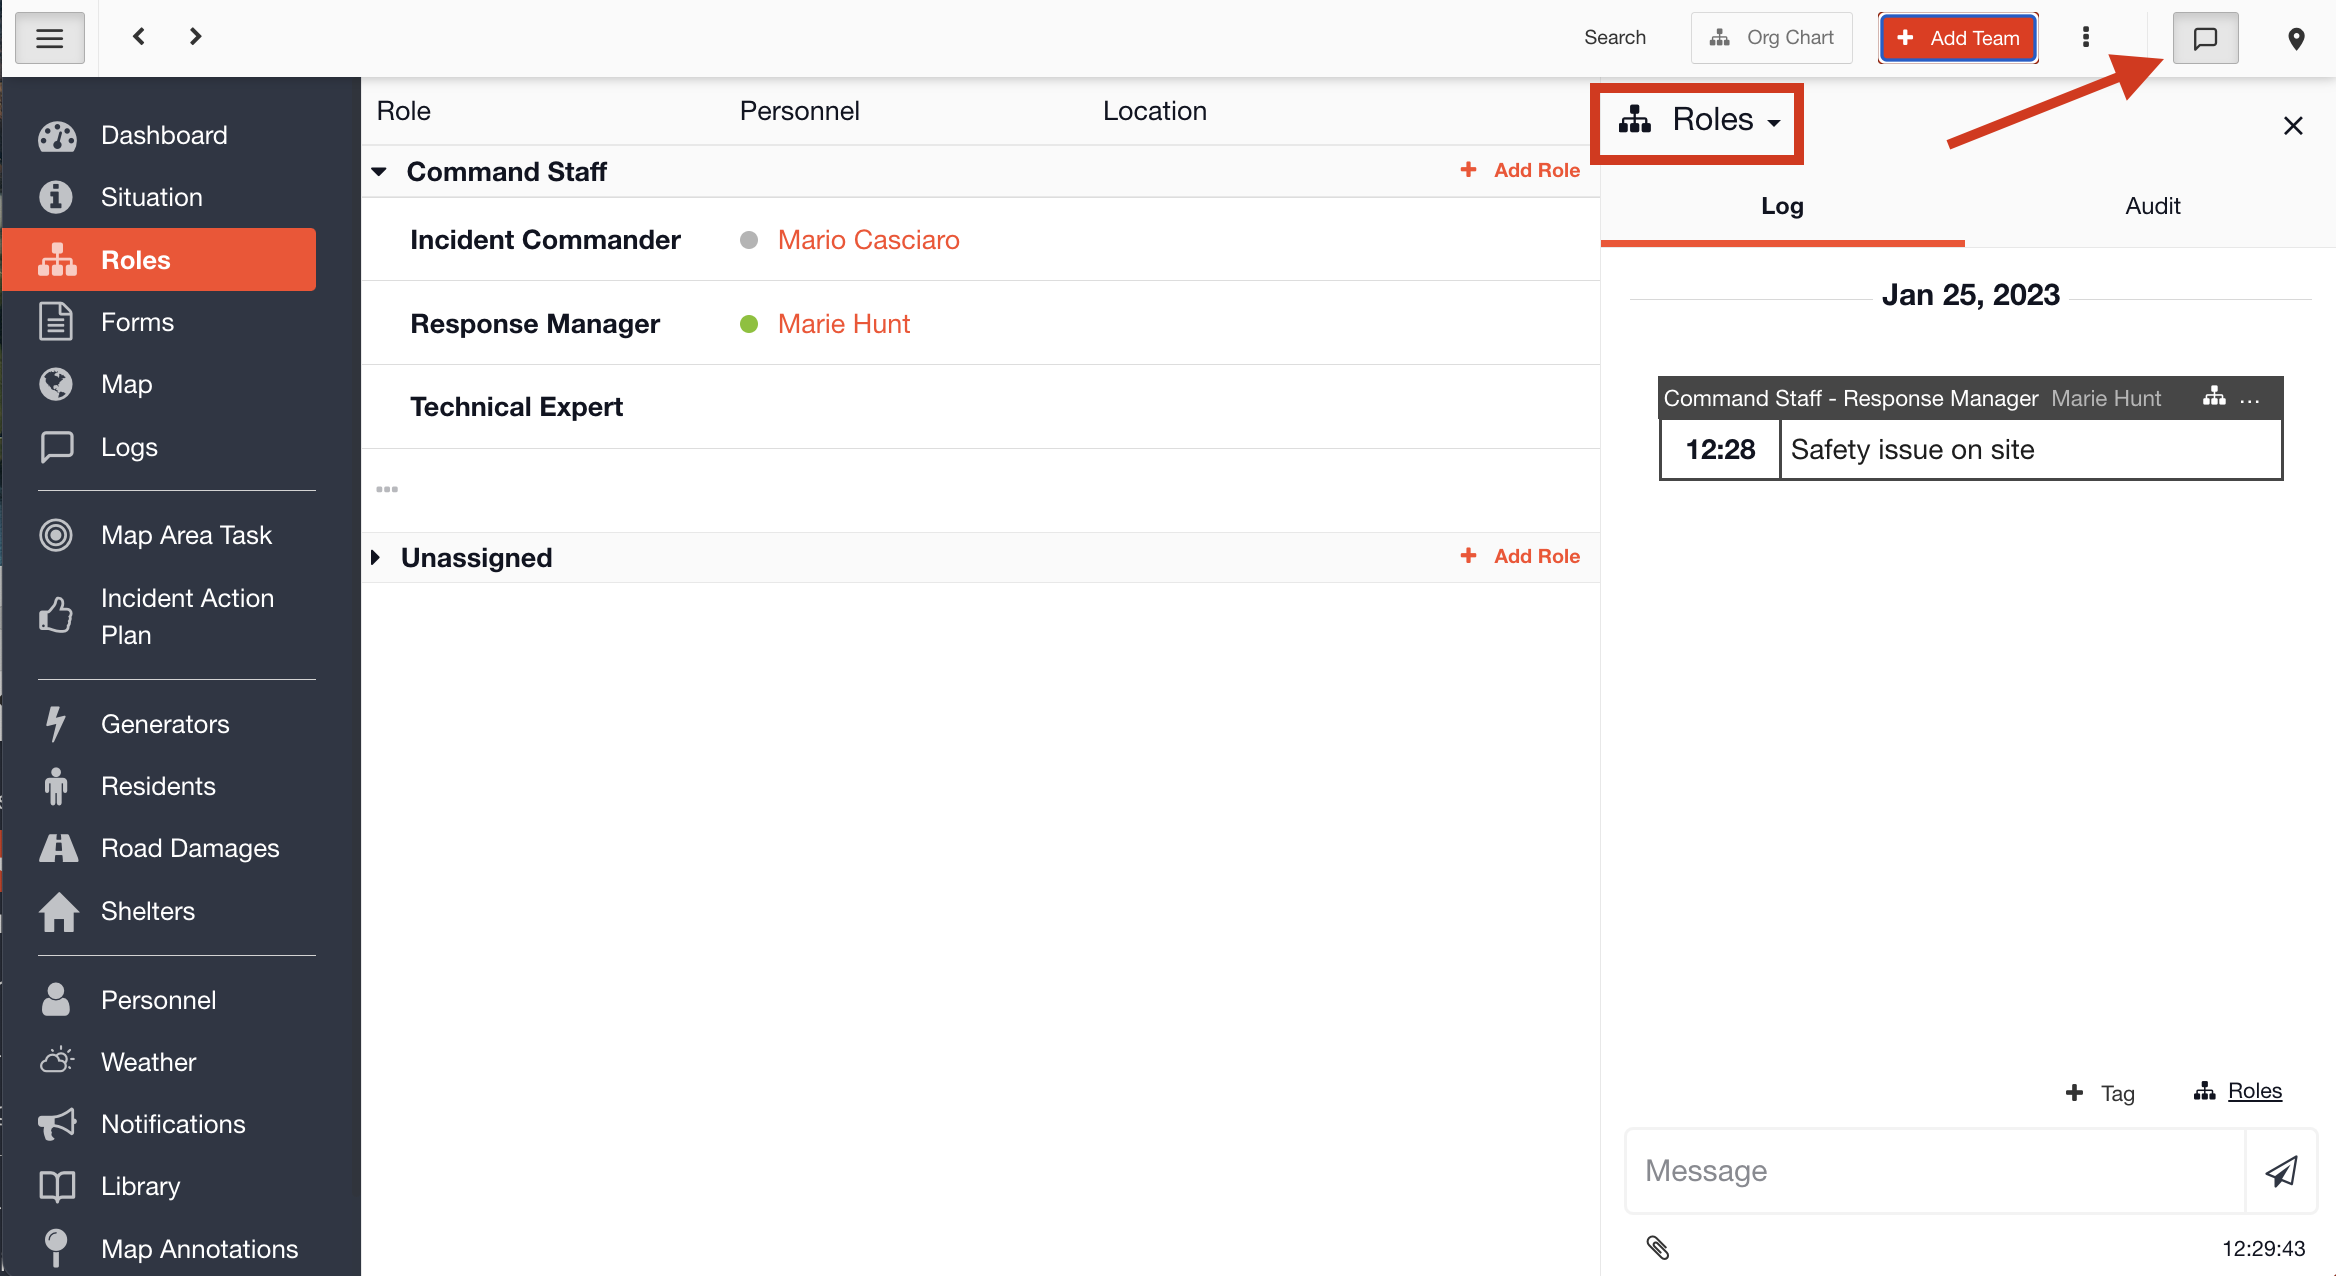 Search
Org Chart
Add Team
Dashboard
Situation
Roles
Forms
Map
Logs
Map Area Task
Incident Action
Plan
Generators
Residents
Road Damages
Shelters
Personnel
Weather
Notifications
Library
Map Annotations
Role Personnel Location
Command Staff Add Role
Incident Commander Mario Casciaro
Response Manager Marie Hunt
Technical Expert
Unassigned Add Role
Roles
Log Audit
Jan 25, 2023
Command Staff - Response Manager Marie Hunt ...
12:28 Safety issue on site
Tag Roles
Message
12:29:43